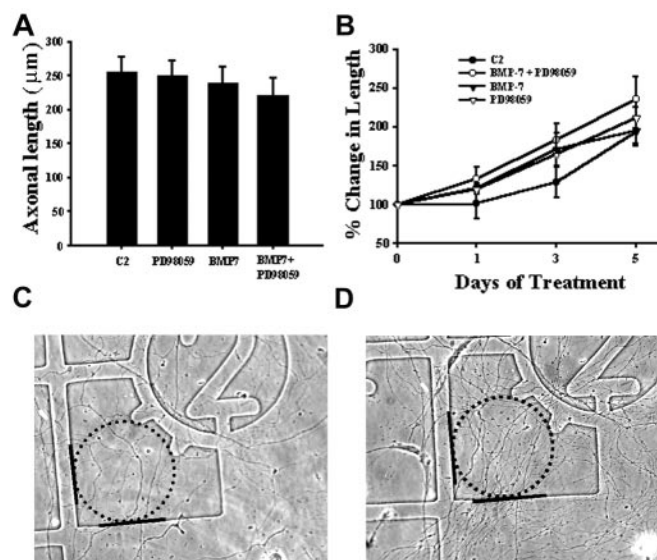 A
Axonal length (μm)
300
250
200
150
100
50
0
C2
PD98059
BMP7
BMP7+
PD98059
B
% Change in Length
300
250
200
150
100
50
C2
BMP-7 + PD98059
BMP-7
PD98059
0
1
3
5
Days of Treatment
C
2
D
2